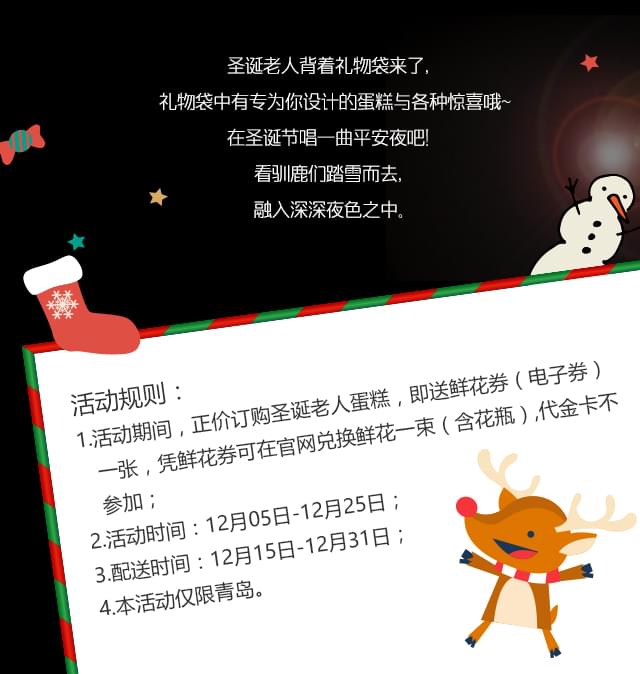 圣诞老人背着礼物袋来了,
礼物袋中有专为你设计的蛋糕与各种惊喜哦~
在圣诞节唱一曲平安夜吧!
看驯鹿们踏雪而去,
融入深深夜色之中。
活动规则：
1.活动期间，正价订购圣诞老人蛋糕，即送鲜花券（电子券）
一张，凭鲜花券可在官网兑换鲜花一束（含花瓶）,代金卡不
参加；
2.活动时间：12月05日-12月25日；
3.配送时间：12月15日-12月31日；
4.本活动仅限青岛。